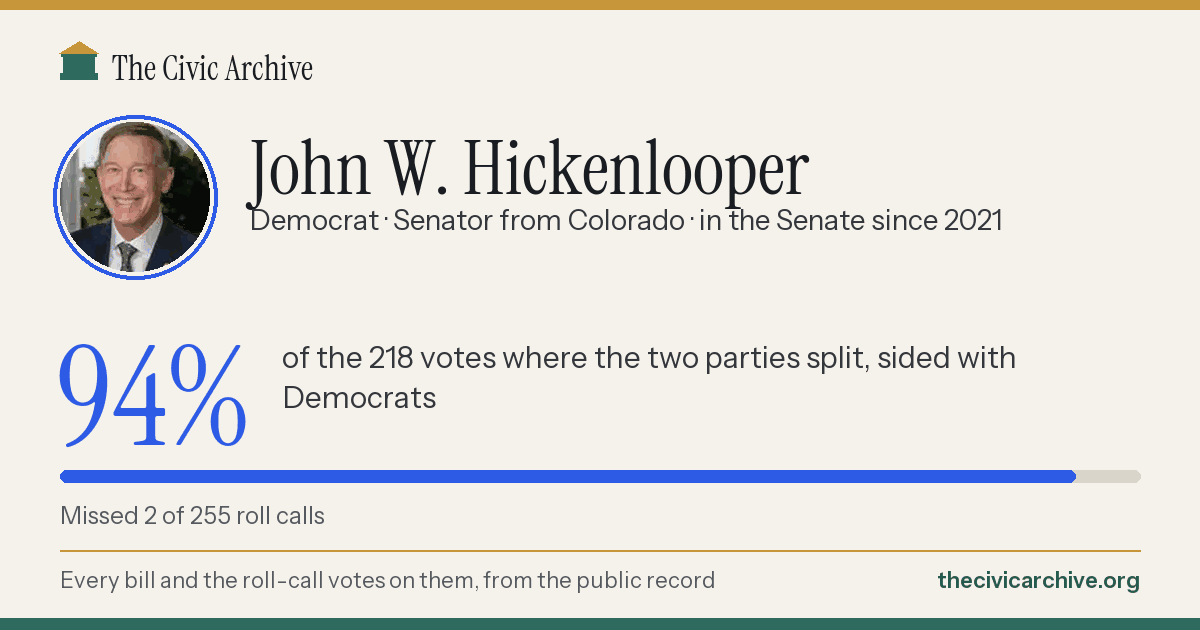 The Civic Archive
John W. Hickenlooper
Democrat · Senator from Colorado · in the Senate since 2021
94%
of the 218 votes where the two parties split, sided with
Democrats
Missed 2 of 255 roll calls
Every bill and the roll-call votes on them, from the public record
thecivicarchive.org